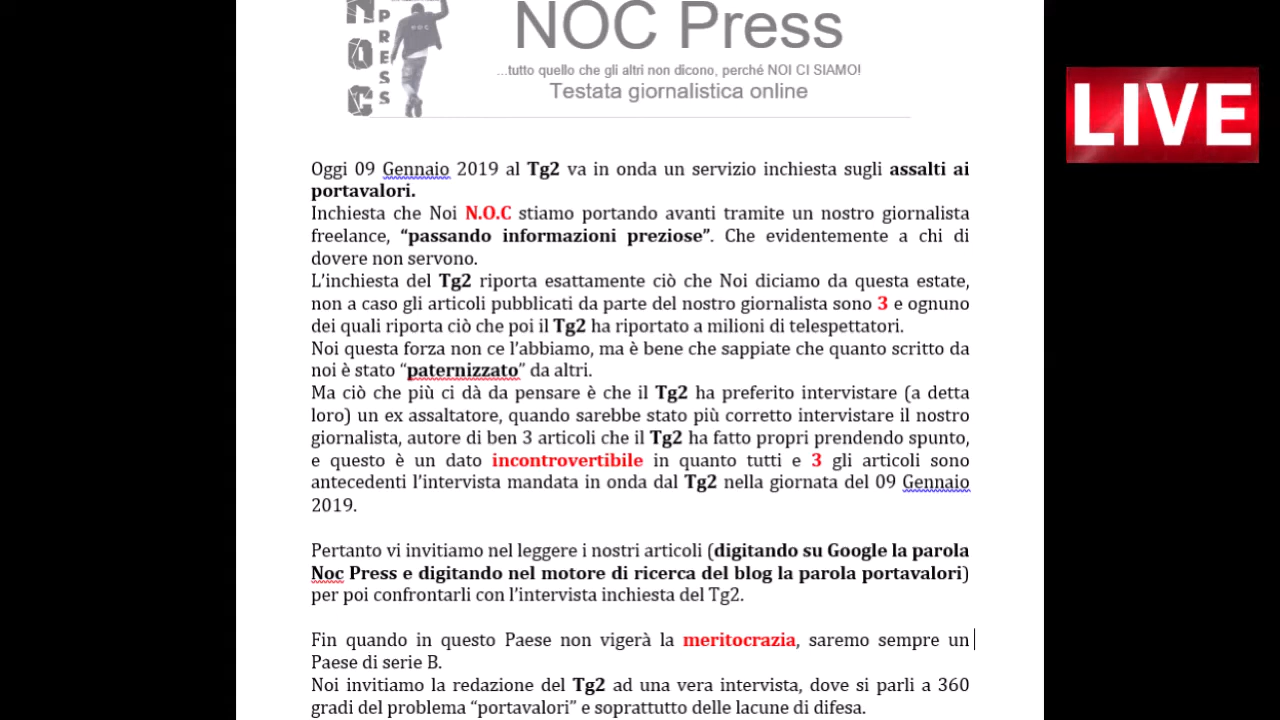 NOC
PRESS
NOC
NOC Press
...tutto quello che gli altri non dicono, perché NOI CI SIAMO!
Testata giornalistica online
LIVE
Oggi 09 Gennaio 2019 al Tg2 va in onda un servizio inchiesta sugli assalti ai
portavalori.
Inchiesta che Noi N.O.C stiamo portando avanti tramite un nostro giornalista
freelance, “passando informazioni preziose”. Che evidentemente a chi di
dovere non servono.
L’inchiesta del Tg2 riporta esattamente ciò che Noi diciamo da questa estate,
non a caso gli articoli pubblicati da parte del nostro giornalista sono 3 e ognuno
dei quali riporta ciò che poi il Tg2 ha riportato a milioni di telespettatori.
Noi questa forza non ce l’abbiamo, ma è bene che sappiate che quanto scritto da
noi è stato “paternizzato” da altri.
Ma ciò che più ci dà da pensare è che il Tg2 ha preferito intervistare (a detta
loro) un ex assaltatore, quando sarebbe stato più corretto intervistare il nostro
giornalista, autore di ben 3 articoli che il Tg2 ha fatto propri prendendo spunto,
e questo è un dato incontrovertibile in quanto tutti e 3 gli articoli sono
antecedenti l’intervista mandata in onda dal Tg2 nella giornata del 09 Gennaio
2019.
Pertanto vi invitiamo nel leggere i nostri articoli (digitando su Google la parola
Noc Press e digitando nel motore di ricerca del blog la parola portavalori)
per poi confrontarli con l’intervista inchiesta del Tg2.
Fin quando in questo Paese non vigerà la meritocrazia, saremo sempre un
Paese di serie B.
Noi invitiamo la redazione del Tg2 ad una vera intervista, dove si parli a 360
gradi del problema “portavalori” e soprattutto delle lacune di difesa.